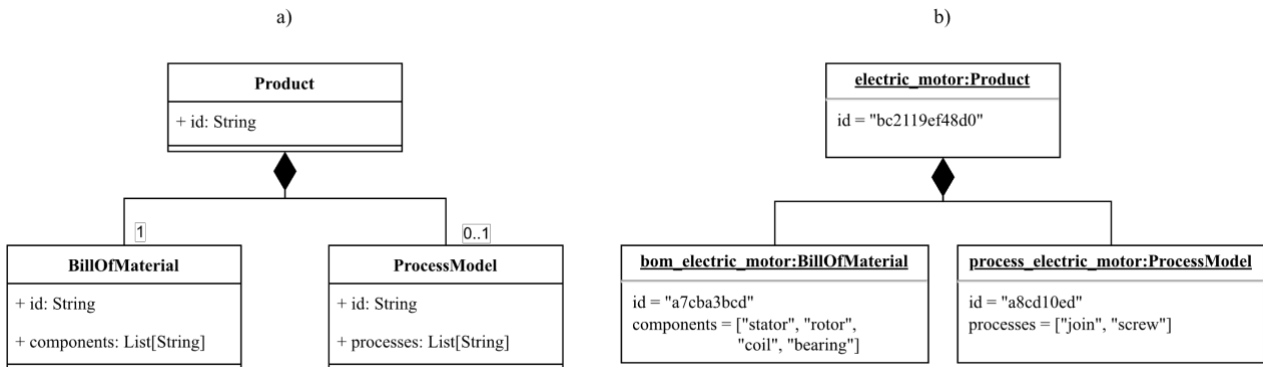 a)
Product
+ id: String
1
0..1
BillOfMaterial
+ id: String
+ components: List[String]
ProcessModel
+ id: String
+ processes: List[String]
b)
electric_motor:Product
id = "bc2119ef48d0"
bom_electric_motor:BillOfMaterial
id = "a7cba3bcd"
components = ["stator", "rotor",
"coil", "bearing"]
process_electric_motor:ProcessModel
id = "a8cd10ed"
processes = ["join", "screw"]